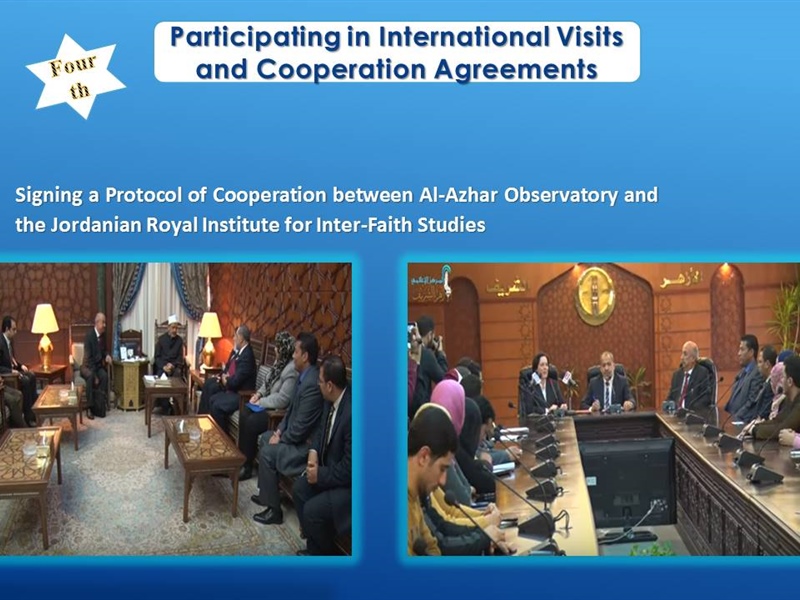 Four
th
Participating in International Visits
and Cooperation Agreements
Signing a Protocol of Cooperation between Al-Azhar Observatory and
the Jordanian Royal Institute for Inter-Faith Studies
الأزهر
الشريف